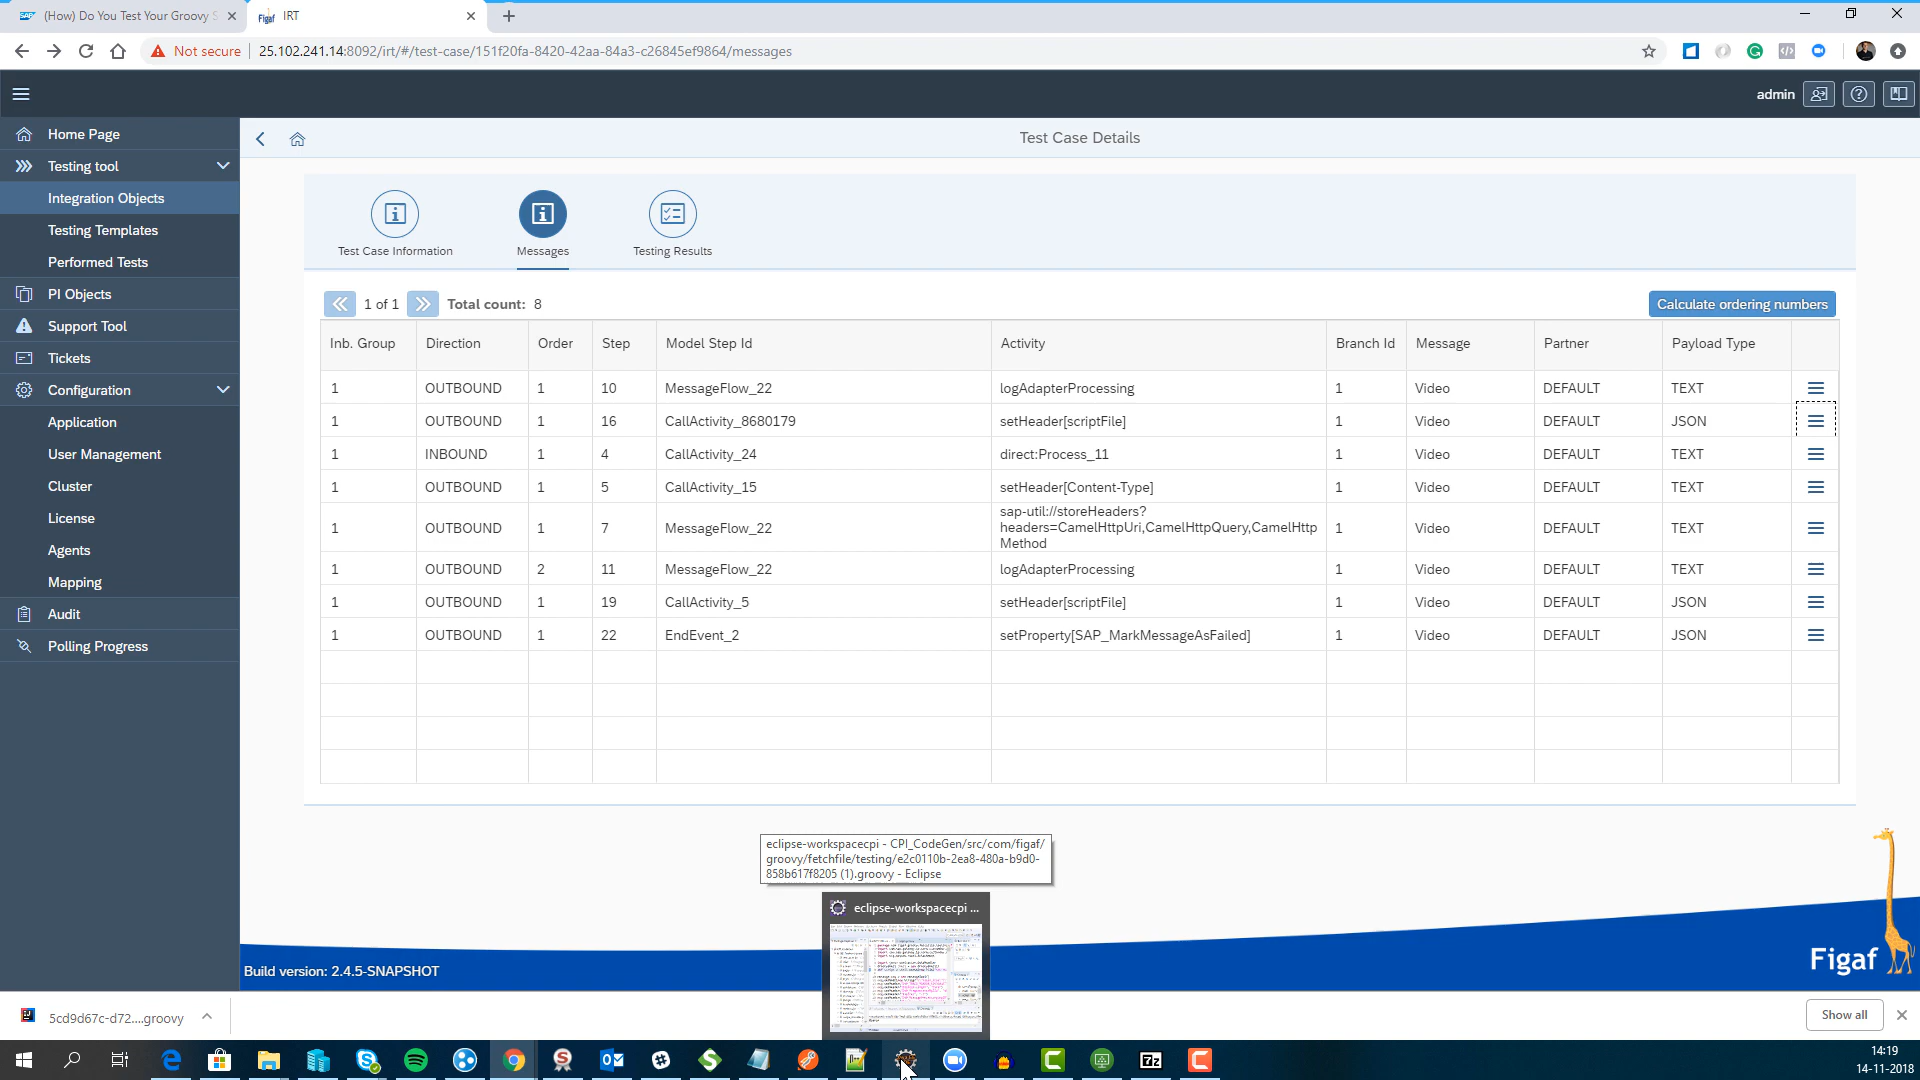 (How) Do You Test Your Groovy S
IRT
Not secure
25.102.241.14:8092/irt/#/test-case/151f20fa-8420-42aa-84a3-c26845ef9864/messages
admin
Home Page
Testing tool
Integration Objects
Testing Templates
Performed Tests
PI Objects
Support Tool
Tickets
Configuration
Application
User Management
Cluster
License
Agents
Mapping
Audit
Polling Progress
Test Case Details
Test Case Information
Messages
Testing Results
1 of 1 Total count: 8
Calculate ordering numbers
Inb. Group Direction Order Step Model Step Id Activity Branch Id Message Partner Payload Type
1 OUTBOUND 1 10 MessageFlow_22 logAdapterProcessing 1 Video DEFAULT TEXT
1 OUTBOUND 1 16 CallActivity_8680179 setHeader[scriptFile] 1 Video DEFAULT JSON
1 INBOUND 1 4 CallActivity_24 direct:Process_11 1 Video DEFAULT TEXT
1 OUTBOUND 1 5 CallActivity_15 setHeader[Content-Type] 1 Video DEFAULT TEXT
sap-util://storeHeaders?
1 OUTBOUND 1 7 MessageFlow_22 headers=CamelHttpUri,CamelHttpQuery,CamelHttp 1 Video DEFAULT TEXT
Method
1 OUTBOUND 2 11 MessageFlow_22 logAdapterProcessing 1 Video DEFAULT TEXT
1 OUTBOUND 1 19 CallActivity_5 setHeader[scriptFile] 1 Video DEFAULT JSON
1 OUTBOUND 1 22 EndEvent_2 setProperty[SAP_MarkMessageAsFailed] 1 Video DEFAULT JSON
eclipse-workspacecpi - CPI_CodeGen/src/com/figaf/
groovy/fetchfile/testing/e2c0110b-2ea8-480a-b9d0-
858b617f8205 (1).groovy - Eclipse
eclipse-workspacecpi ...
Build version: 2.4.5-SNAPSHOT
Figaf
5cd9d67c-d72....groovy
Show all
14:19
14-11-2018